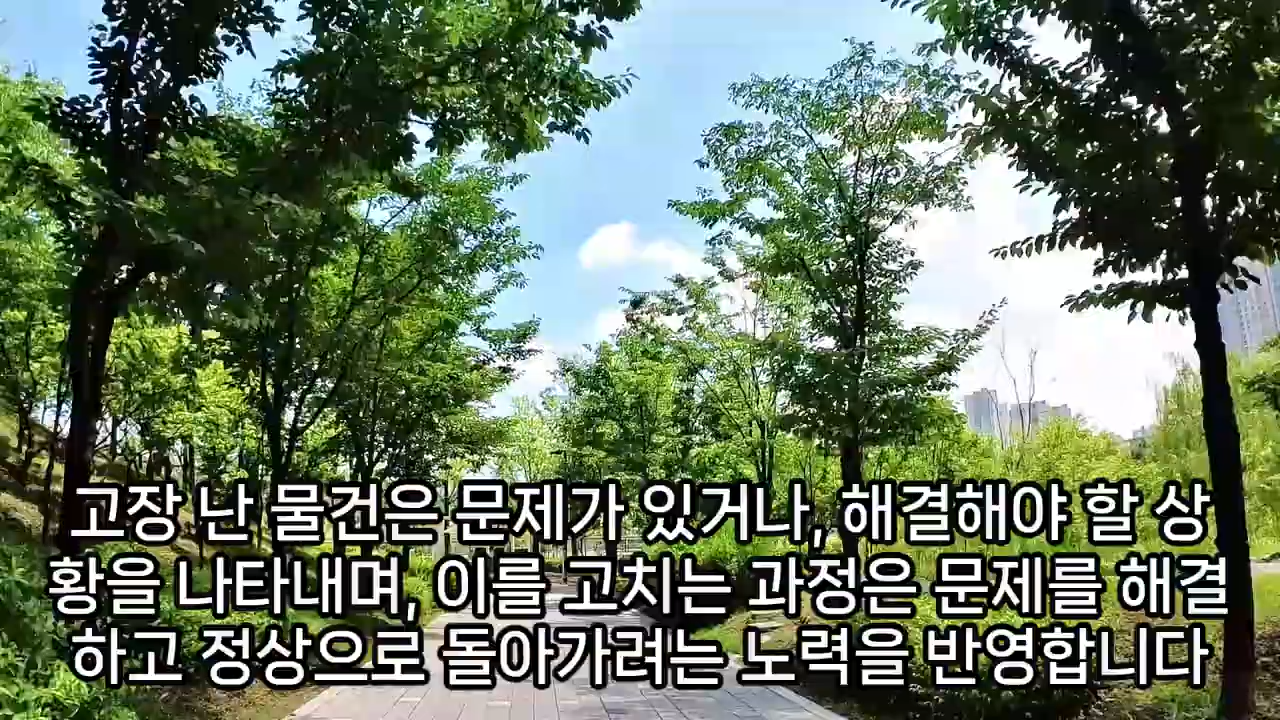 고장 난 물건은 문제가 있거나, 해결해야 할 상
황을 나타내며, 이를 고치는 과정은 문제를 해결
하고 정상으로 돌아가려는 노력을 반영합니다